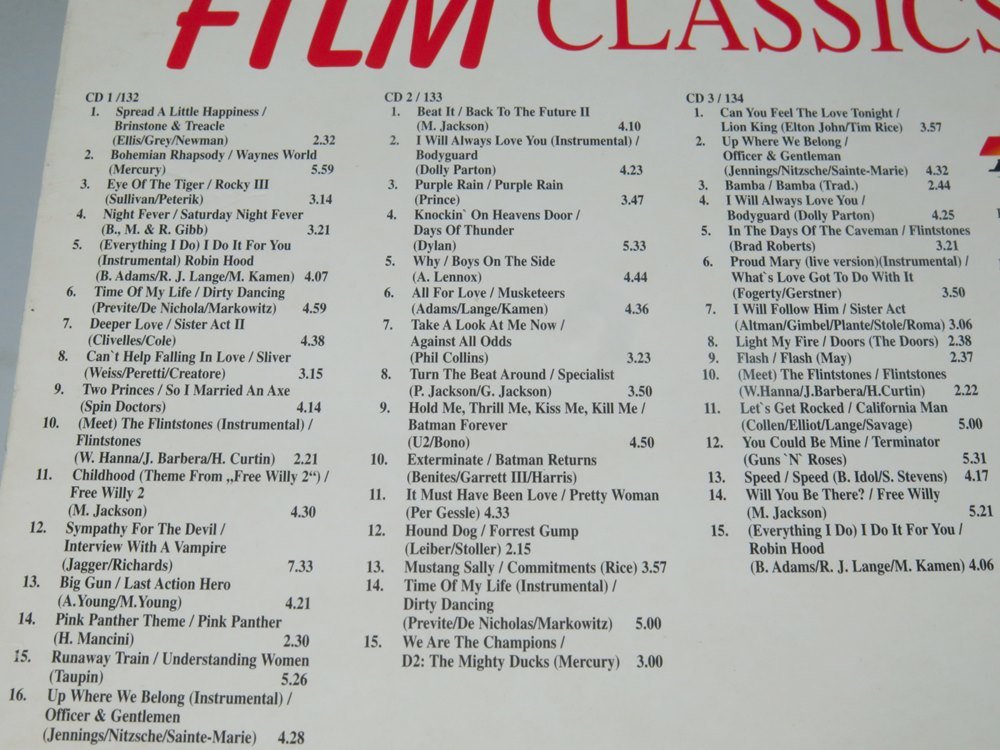 FILM CLASSICS
CD 1 /132
1. Spread A Little Happiness /
Brinstone & Treacle
(Ellis/Grey/Newman) 2.32
2. Bohemian Rhapsody / Waynes World
(Mercury) 5.59
3. Eye Of The Tiger / Rocky III
(Sullivan/Peterik) 3.14
4. Night Fever / Saturday Night Fever
(B., M. & R. Gibb) 3.21
5. (Everything I Do) I Do It For You
(Instrumental) Robin Hood
(B. Adams/R. J. Lange/M. Kamen) 4.07
6. Time Of My Life / Dirty Dancing
(Previte/De Nichola/Markowitz) 4.59
7. Deeper Love / Sister Act II
(Clivelles/Cole) 4.38
8. Can`t Help Falling In Love / Sliver
(Weiss/Peretti/Creatore) 3.15
9. Two Princes / So I Married An Axe
(Spin Doctors) 4.14
10. (Meet) The Flintstones (Instrumental) /
Flintstones
(W. Hanna/J. Barbera/H. Curtin) 2.21
11. Childhood (Theme From „Free Willy 2“) /
Free Willy 2
(M. Jackson) 4.30
12. Sympathy For The Devil /
Interview With A Vampire
(Jagger/Richards) 7.33
13. Big Gun / Last Action Hero
(A.Young/M.Young) 4.21
14. Pink Panther Theme / Pink Panther
(H. Mancini) 2.30
15. Runaway Train / Understanding Women
(Taupin) 5.26
16. Up Where We Belong (Instrumental) /
Officer & Gentlemen
(Jennings/Nitzsche/Sainte-Marie) 4.28
CD 2 / 133
1. Beat It / Back To The Future II
(M. Jackson) 4.10
2. I Will Always Love You (Instrumental) /
Bodyguard
(Dolly Parton) 4.23
3. Purple Rain / Purple Rain
(Prince) 3.47
4. Knockin` On Heavens Door /
Days Of Thunder
(Dylan) 5.33
5. Why / Boys On The Side
(A. Lennox) 4.44
6. All For Love / Musketeers
(Adams/Lange/Kamen) 4.36
7. Take A Look At Me Now /
Against All Odds
(Phil Collins) 3.23
8. Turn The Beat Around / Specialist
(P. Jackson/G. Jackson) 3.50
9. Hold Me, Thrill Me, Kiss Me, Kill Me /
Batman Forever
(U2/Bono) 4.50
10. Exterminate / Batman Returns
(Benites/Garrett III/Harris)
11. It Must Have Been Love / Pretty Woman
(Per Gessle) 4.33
12. Hound Dog / Forrest Gump
(Leiber/Stoller) 2.15
13. Mustang Sally / Commitments (Rice) 3.57
14. Time Of My Life (Instrumental) /
Dirty Dancing
(Previte/De Nicholas/Markowitz) 5.00
15. We Are The Champions /
D2: The Mighty Ducks (Mercury) 3.00
CD 3 / 134
1. Can You Feel The Love Tonight /
Lion King (Elton John/Tim Rice) 3.57
2. Up Where We Belong /
Officer & Gentleman
(Jennings/Nitzsche/Sainte-Marie) 4.32
3. Bamba / Bamba (Trad.) 2.44
4. I Will Always Love You /
Bodyguard (Dolly Parton) 4.25
5. In The Days Of The Caveman / Flintstones
(Brad Roberts) 3.21
6. Proud Mary (live version)(Instrumental) /
What`s Love Got To Do With It
(Fogerty/Gerstner) 3.50
7. I Will Follow Him / Sister Act
(Altman/Gimbel/Plante/Stole/Roma) 3.06
8. Light My Fire / Doors (The Doors) 2.38
9. Flash / Flash (May) 2.37
10. (Meet) The Flintstones / Flintstones
(W.Hanna/J.Barbera/H.Curtin) 2.22
11. Let`s Get Rocked / California Man
(Collen/Elliot/Lange/Savage) 5.00
12. You Could Be Mine / Terminator
(Guns `N` Roses) 5.31
13. Speed / Speed (B. Idol/S. Stevens) 4.17
14. Will You Be There? / Free Willy
(M. Jackson) 5.21
15. (Everything I Do) I Do It For You /
Robin Hood
(B. Adams/R. J. Lange/M. Kamen) 4.06